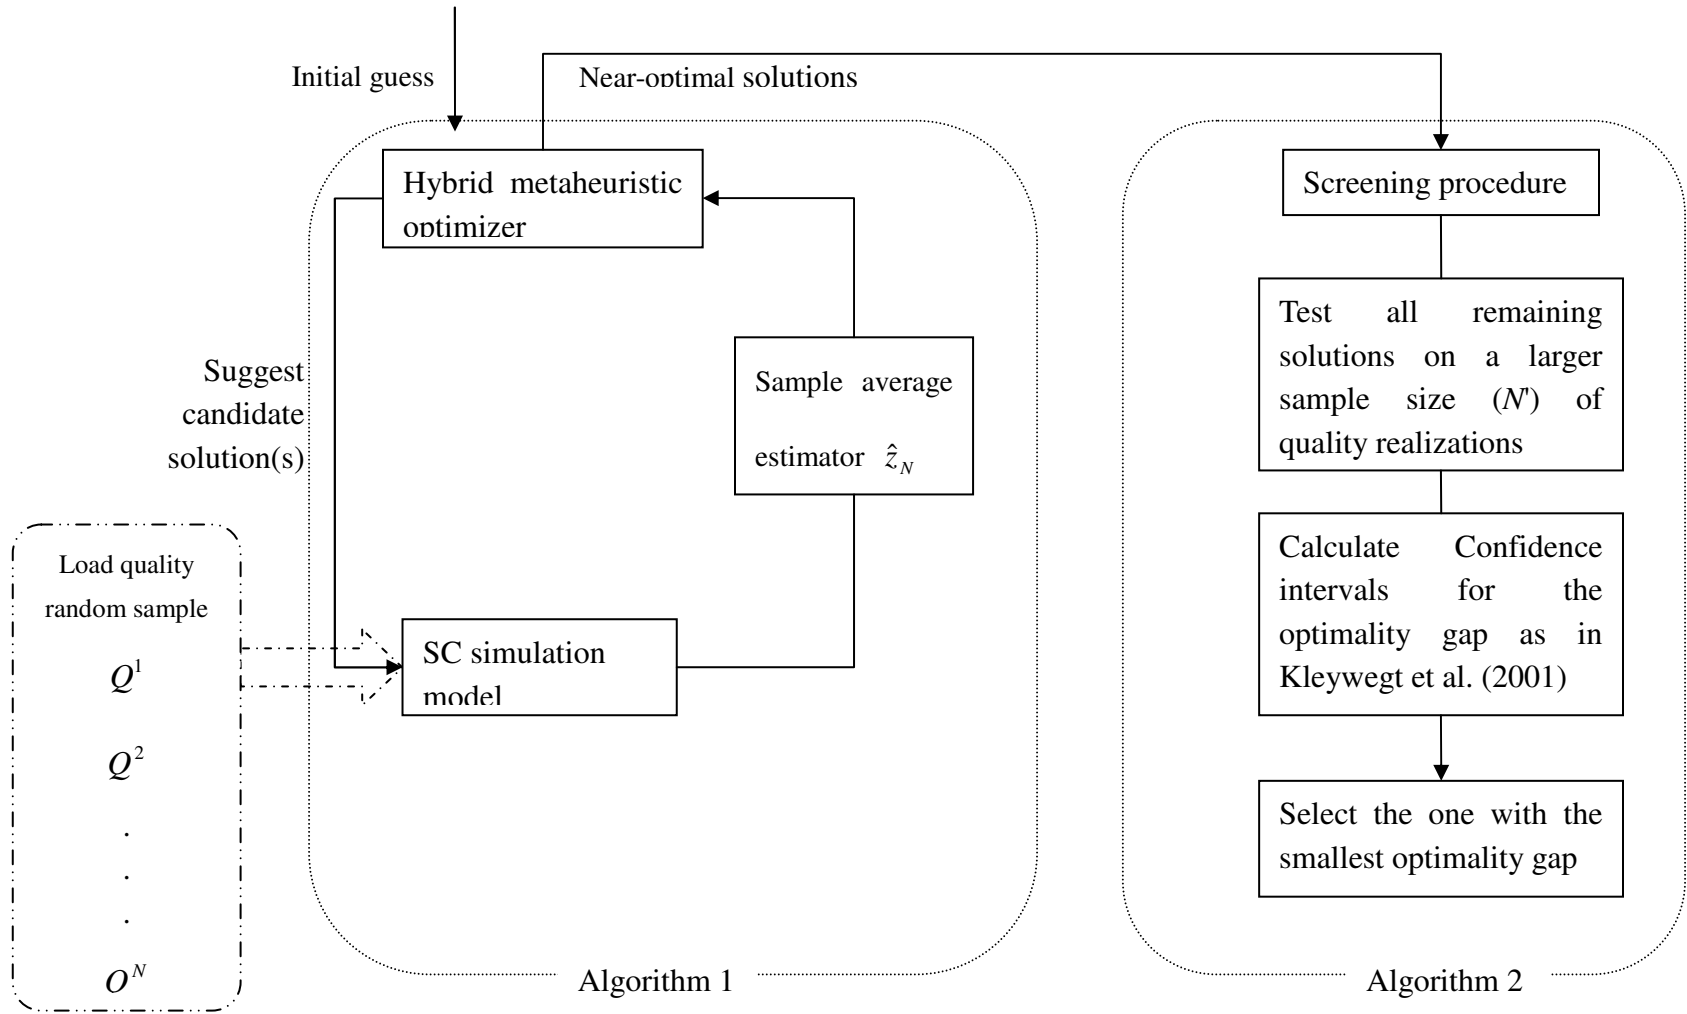 Initial guess
Near-optimal solutions
Hybrid metaheuristic
optimizer
Suggest
candidate
solution(s)
Sample average
estimator ẑ_N
Load quality
random sample
Q^1
Q^2
.
.
.
O^N
SC simulation
model
Algorithm 1
Screening procedure
Test all remaining
solutions on a larger
sample size (N') of
quality realizations
Calculate Confidence
intervals for the
optimality gap as in
Kleywegt et al. (2001)
Select the one with the
smallest optimality gap
Algorithm 2